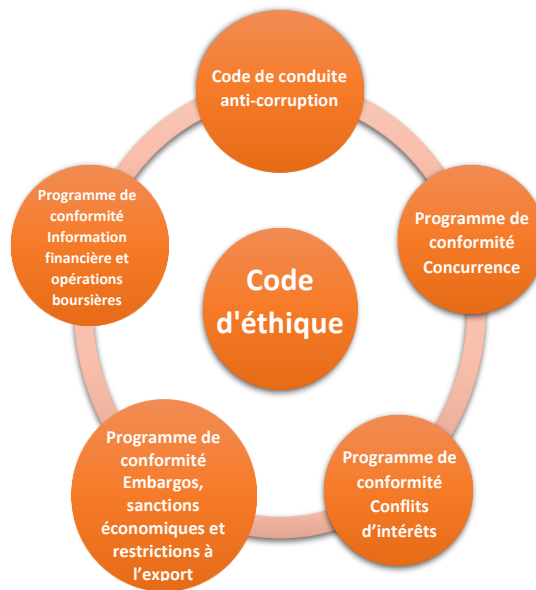 Code de conduite
anti-corruption
Programme de
conformité
Concurrence
Programme de
conformité
Conflits
d’intérêts
Programme de
conformité
Embargos,
sanctions
économiques et
restrictions à
l’export
Programme de
conformité
Information
financière et
opérations
boursières
Code
d'éthique